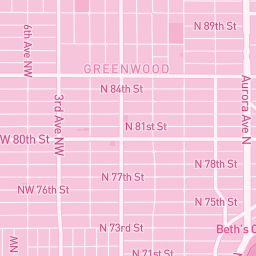 6th Ave NW
N 89th St
GREENWOOD
N 84th St
3rd Ave NW
Aurora Ave N
N 81st St
W 80th St
N 78th St
N 77th St
NW 76th St
N 75th St
N 73rd St
Beth's C
NW
N 71st St